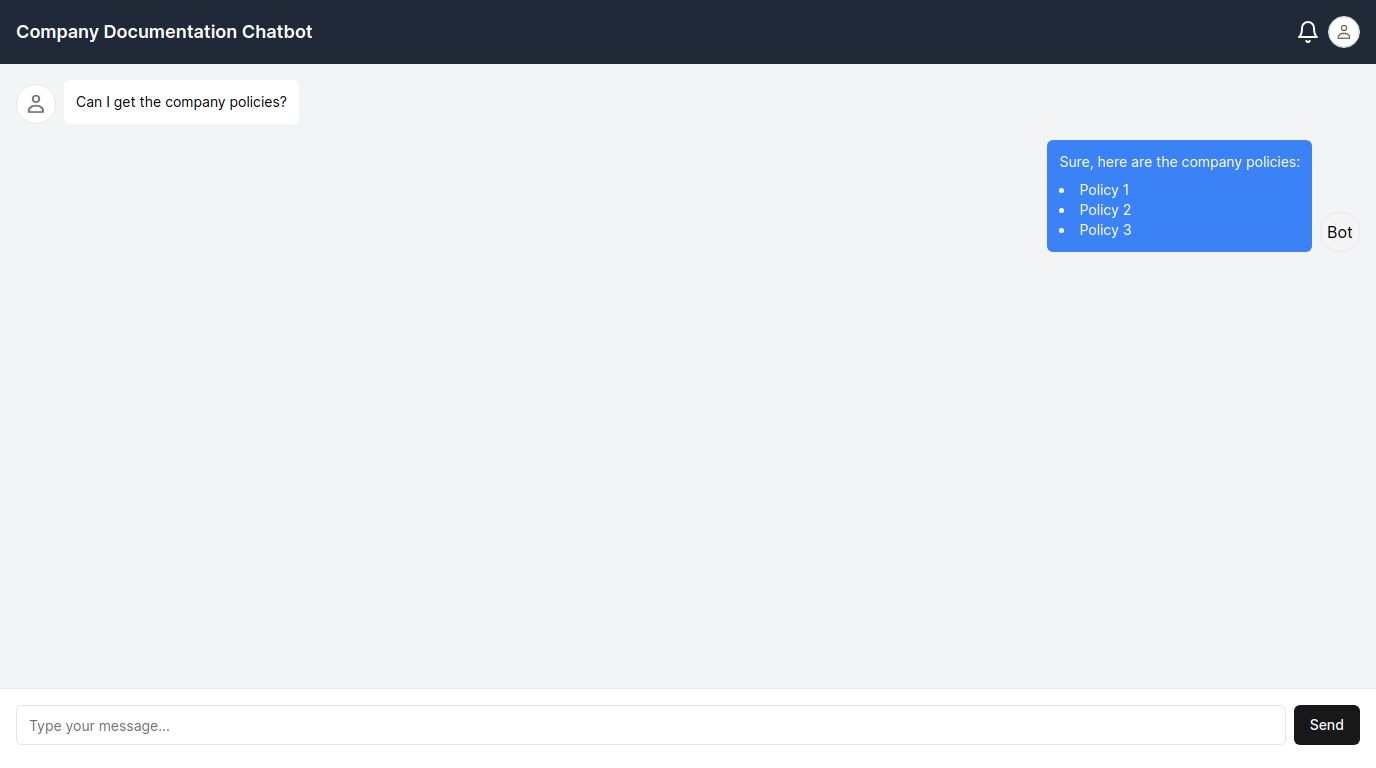 Company Documentation Chatbot
Can I get the company policies?
Sure, here are the company policies:
Policy 1
Policy 2
Policy 3
Bot
Type your message...
Send